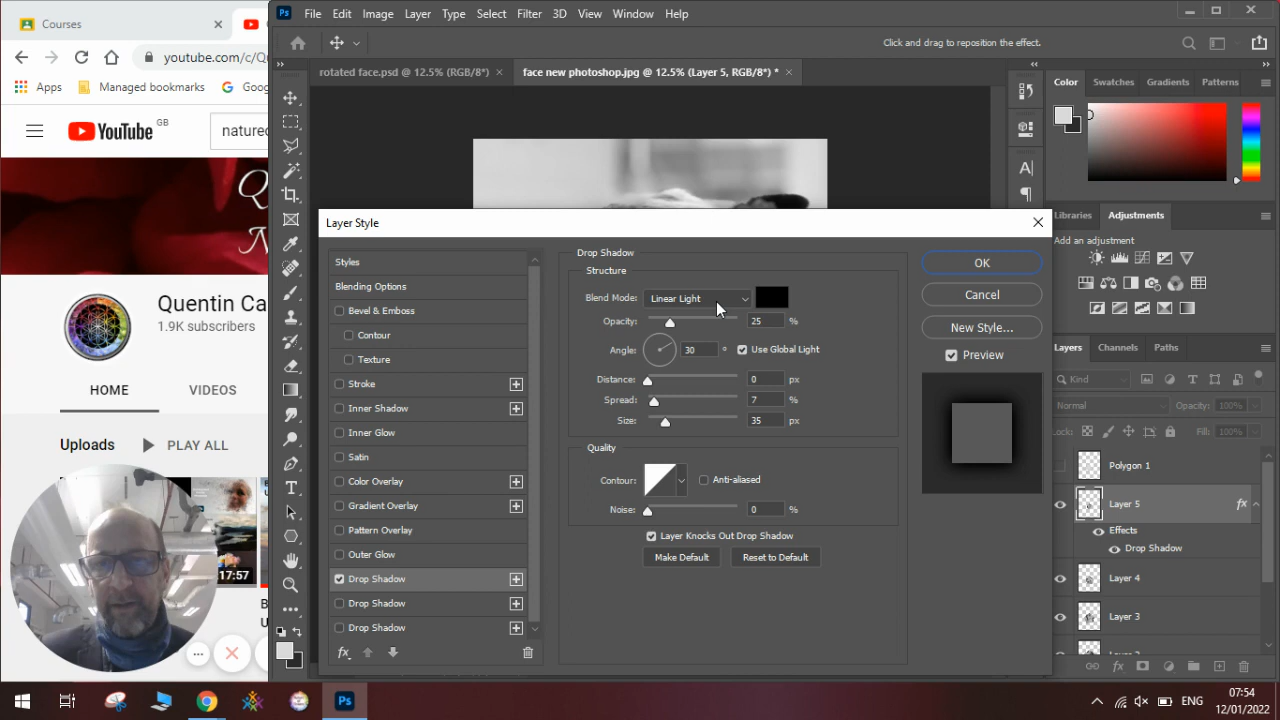 Courses
youtube.com/c/Qu
Apps
Managed bookmarks
Goog
YouTube GB
natureo
Q
N
Quentin Ca
1.9K subscribers
HOME
VIDEOS
Uploads
PLAY ALL
17:57
B
B
Ps
File
Edit
Image
Layer
Type
Select
Filter
3D
View
Window
Help
Click and drag to reposition the effect.
rotated face.psd @ 12.5% (RGB/8*)
face new photoshop.jpg @ 12.5% (Layer 5, RGB/8*) *
Layer Style
Styles
Blending Options
Bevel & Emboss
Contour
Texture
Stroke
Inner Shadow
Inner Glow
Satin
Color Overlay
Gradient Overlay
Pattern Overlay
Outer Glow
Drop Shadow
Drop Shadow
Drop Shadow
fx
Drop Shadow
Structure
Blend Mode: Linear Light
Opacity: 25 %
Angle: 30 ° Use Global Light
Distance: 0 px
Spread: 7 %
Size: 35 px
Quality
Contour: Anti-aliased
Noise: 0 %
Layer Knocks Out Drop Shadow
Make Default
Reset to Default
OK
Cancel
New Style...
Preview
Color
Swatches
Gradients
Patterns
Libraries
Adjustments
Add an adjustment
Layers
Channels
Paths
Kind
Normal
Opacity: 100%
Lock:
Fill: 100%
Polygon 1
Layer 5 fx
Effects
Drop Shadow
Layer 4
Layer 3
fx
Ps
ENG
07:54
12/01/2022